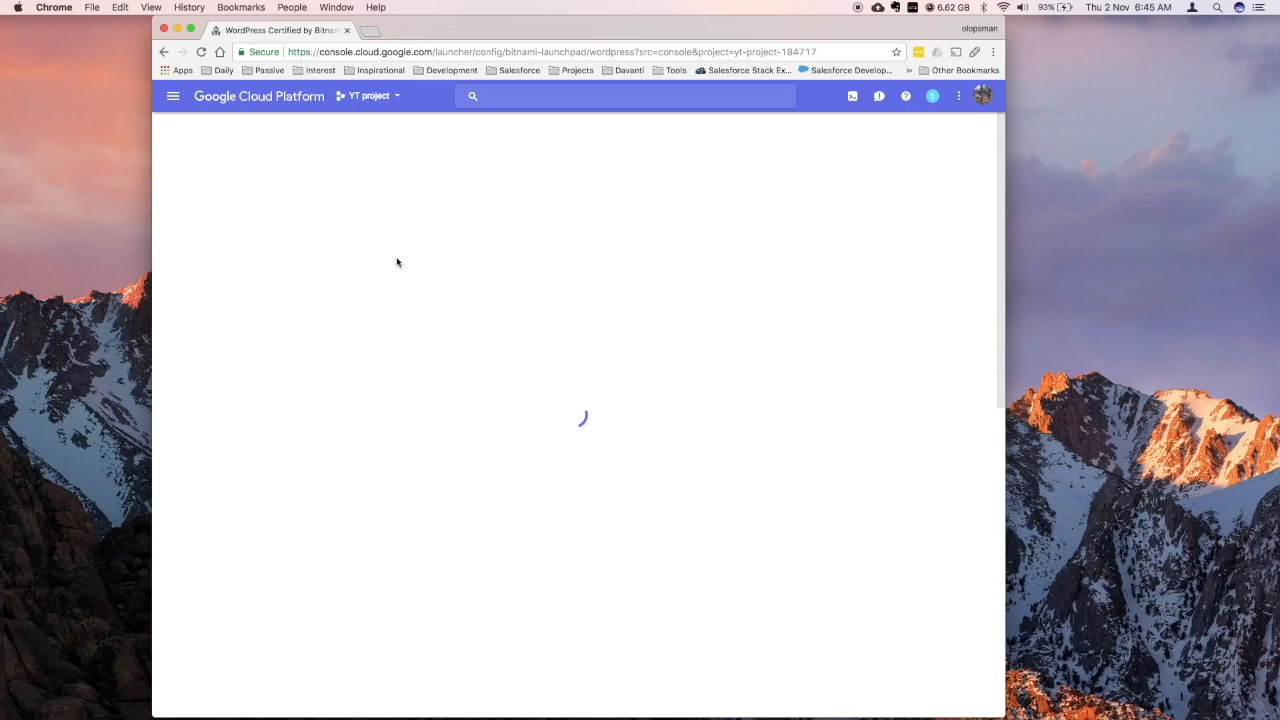 Chrome File Edit View History Bookmarks People Window Help 6.62 GB 93% Thu 2 Nov 6:45 AM
WordPress Certified by Bitnam olopsman
Secure https://console.cloud.google.com/launcher/config/bitnami-launchpad/wordpress?src=console&project=yt-project-184717
Apps Daily Passive Interest Inspirational Development Salesforce Projects Davanti Tools Salesforce Stack Ex... Salesforce Develop... » Other Bookmarks
Google Cloud Platform YT project 1